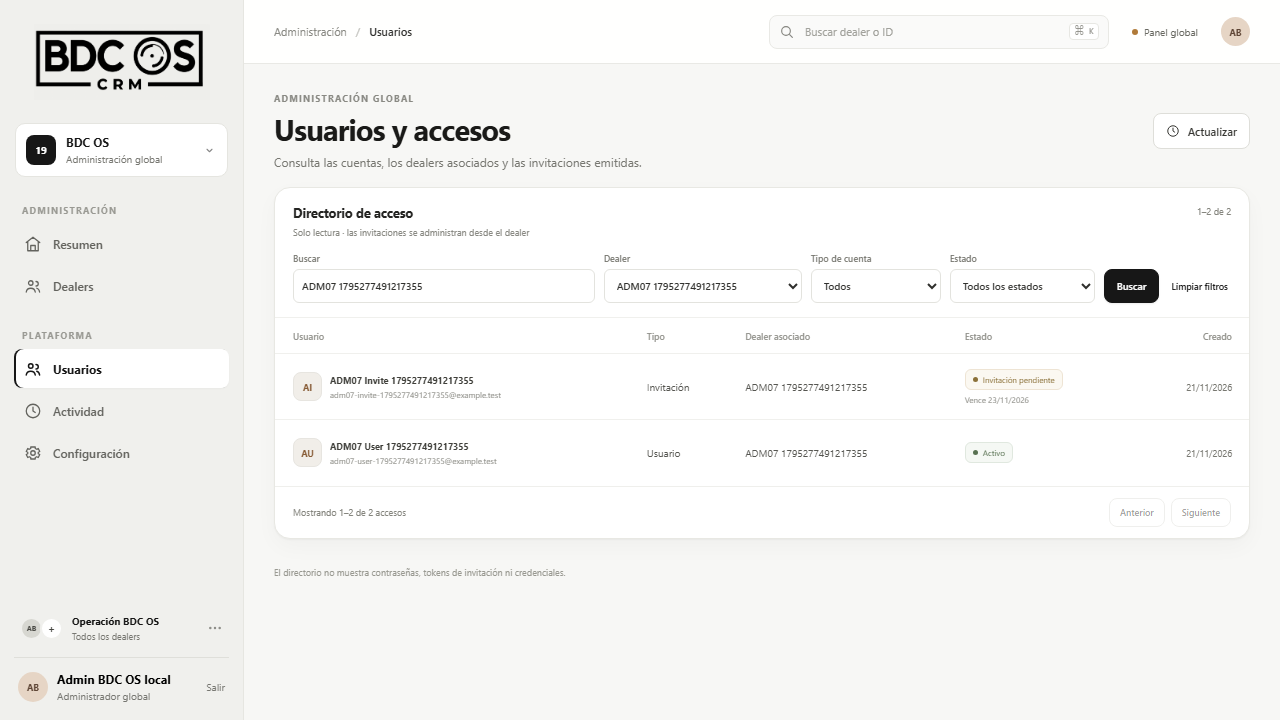 BDC OS
CRM
19
BDC OS
Administración global
ADMINISTRACIÓN
Resumen
Dealers
PLATAFORMA
Usuarios
Actividad
Configuración
AB
+
Operación BDC OS
Todos los dealers
...
AB
Admin BDC OS local
Administrador global
Salir
Administración / Usuarios
Buscar dealer o ID
⌘ K
Panel global
AB
ADMINISTRACIÓN GLOBAL
Usuarios y accesos
Consulta las cuentas, los dealers asociados y las invitaciones emitidas.
Actualizar
Directorio de acceso
1–2 de 2
Solo lectura · las invitaciones se administran desde el dealer
Buscar Dealer Tipo de cuenta Estado
ADM07 1795277491217355 ADM07 1795277491217355 Todos Todos los estados Buscar Limpiar filtros
Usuario Tipo Dealer asociado Estado Creado
AI
ADM07 Invite 1795277491217355
adm07-invite-1795277491217355@example.test
Invitación
ADM07 1795277491217355
Invitación pendiente
Vence 23/11/2026
21/11/2026
AU
ADM07 User 1795277491217355
adm07-user-1795277491217355@example.test
Usuario
ADM07 1795277491217355
Activo
21/11/2026
Mostrando 1–2 de 2 accesos
Anterior Siguiente
El directorio no muestra contraseñas, tokens de invitación ni credenciales.